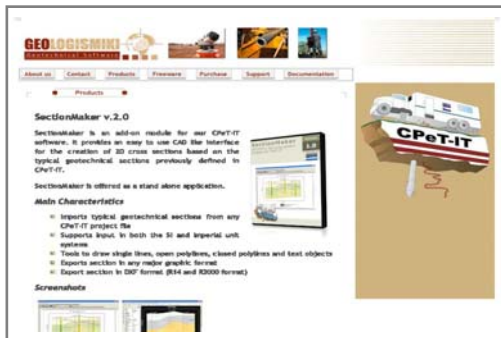 GEOLOGISMIKI
Geotechnical Software
About us Contact Products Freeware Purchase Support Documentation
Products
SectionMaker v.2.0
SectionMaker is an add-on module for our CPeT-IT
software. It provides an easy to use CAD like interface
for the creation of 2D cross sections based on the
typical geotechnical sections previously defined in
CPeT-IT.
SectionMaker is offered as a stand alone application.
Main Characteristics
Imports typical geotechnical sections from any
CPeT-IT project file
Supports input in both the SI and imperial unit
systems
Tools to draw single lines, open polylines, closed polylines and text objects
Exports section in any major graphic format
Export section in DXF format (R14 and R2000 format)
Screenshots
SectionMaker
CPeT-IT